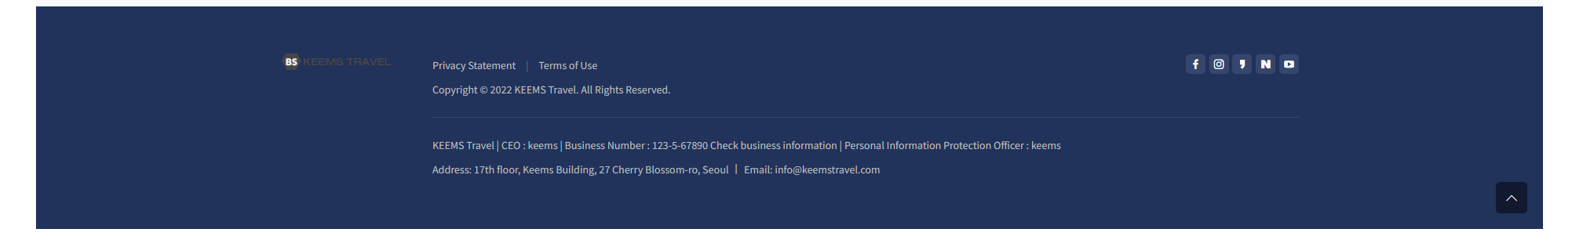 BS KEEMS TRAVEL
Privacy Statement | Terms of Use
Copyright © 2022 KEEMS Travel. All Rights Reserved.
KEEMS Travel | CEO : keems | Business Number : 123-5-67890 Check business information | Personal Information Protection Officer : keems
Address: 17th floor, Keems Building, 27 Cherry Blossom-ro, Seoul | Email: info@keemstravel.com